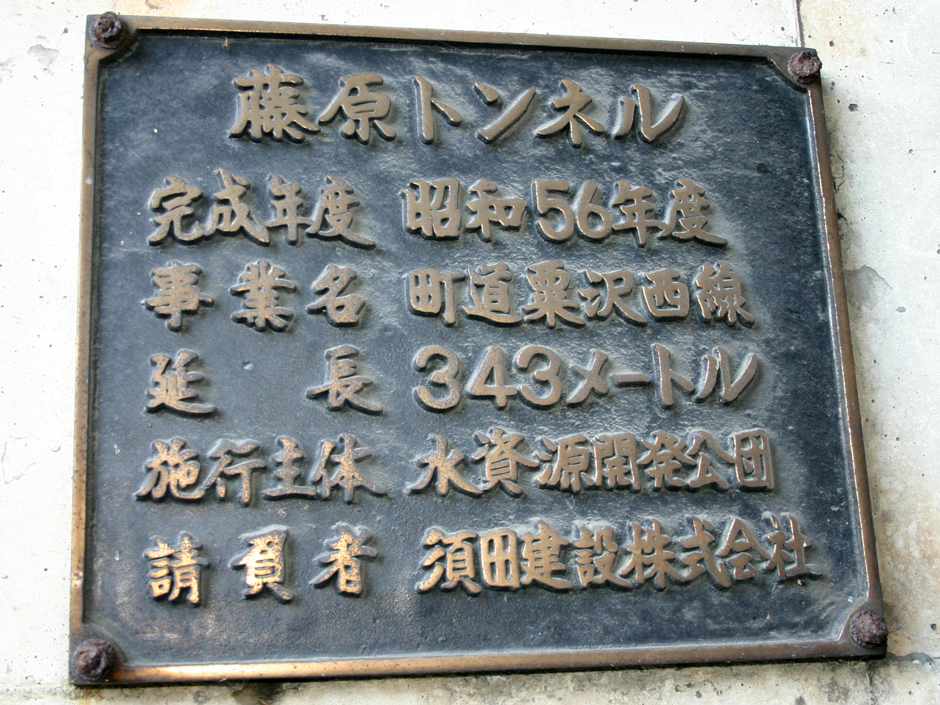 藤原トンネル
完成年度 昭和56年度
事業名 町道粟沢西線
延長 343メートル
施行主体 水資源開発公団
請負者 須田建設株式会社